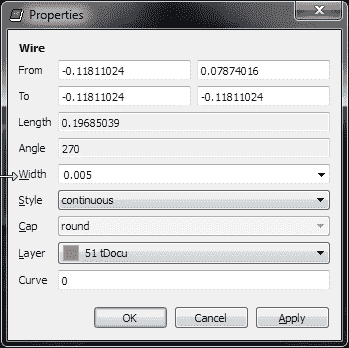 Properties
Wire
From -0.11811024 0.07874016
To -0.11811024 -0.11811024
Length 0.19685039
Angle 270
Width 0.005
Style continuous
Cap round
Layer 51 tDocu
Curve 0
OK Cancel Apply